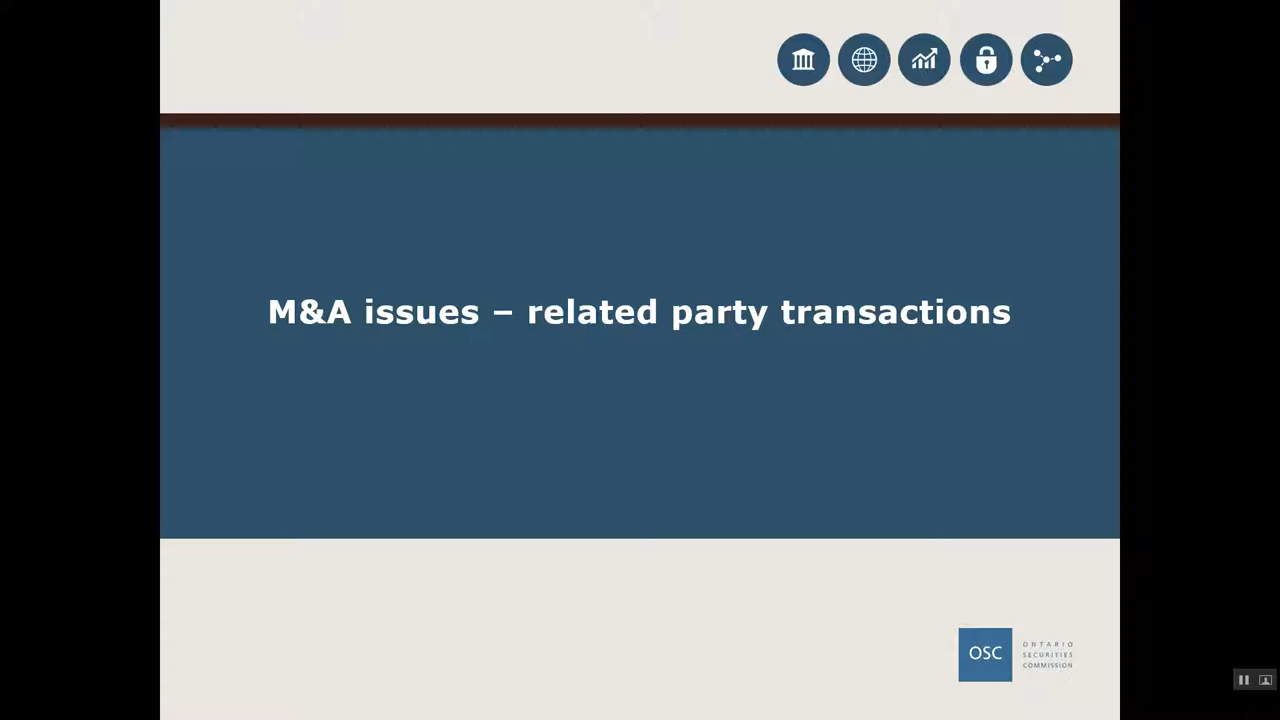 M&A issues – related party transactions
OSC
ONTARIO
SECURITIES
COMMISSION